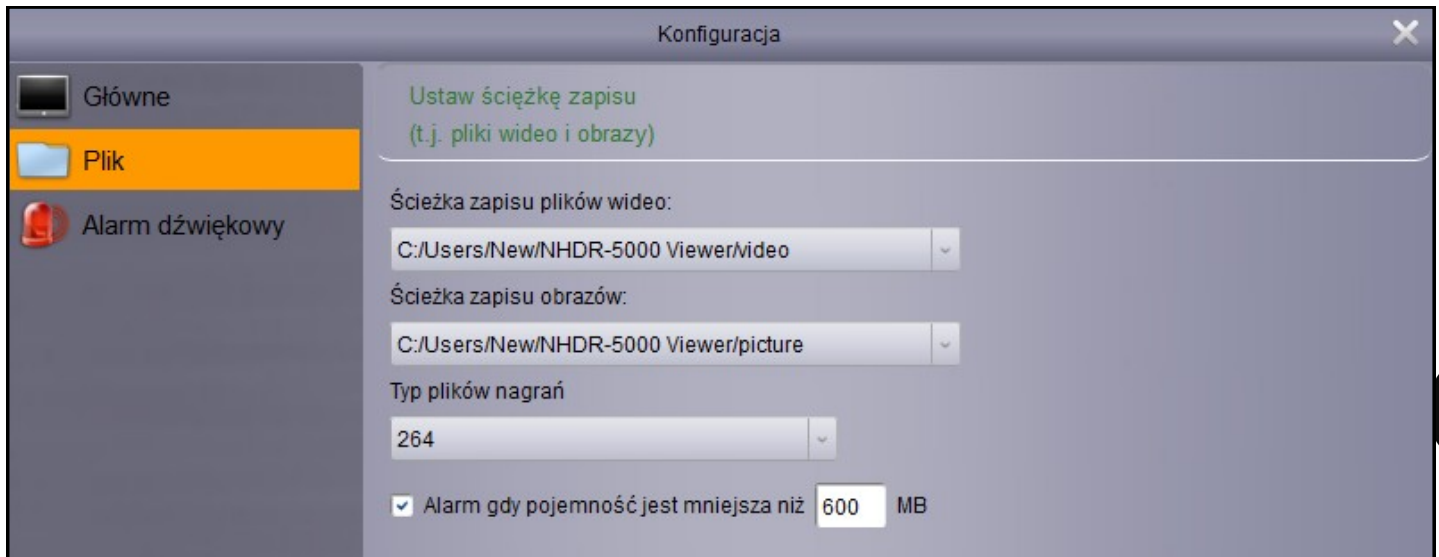 Konfiguracja
Główne
Plik
Alarm dźwiękowy
Ustaw ścięźkę zapisu
(t.j. pliki wideo i obrazy)
Ścieżka zapisu plików wideo:
C:/Users/New/NHDR-5000 Viewer/video
Ścieżka zapisu obrazów:
C:/Users/New/NHDR-5000 Viewer/picture
Typ plików nagrań
264
Alarm gdy pojemność jest mniejsza niż 600 MB